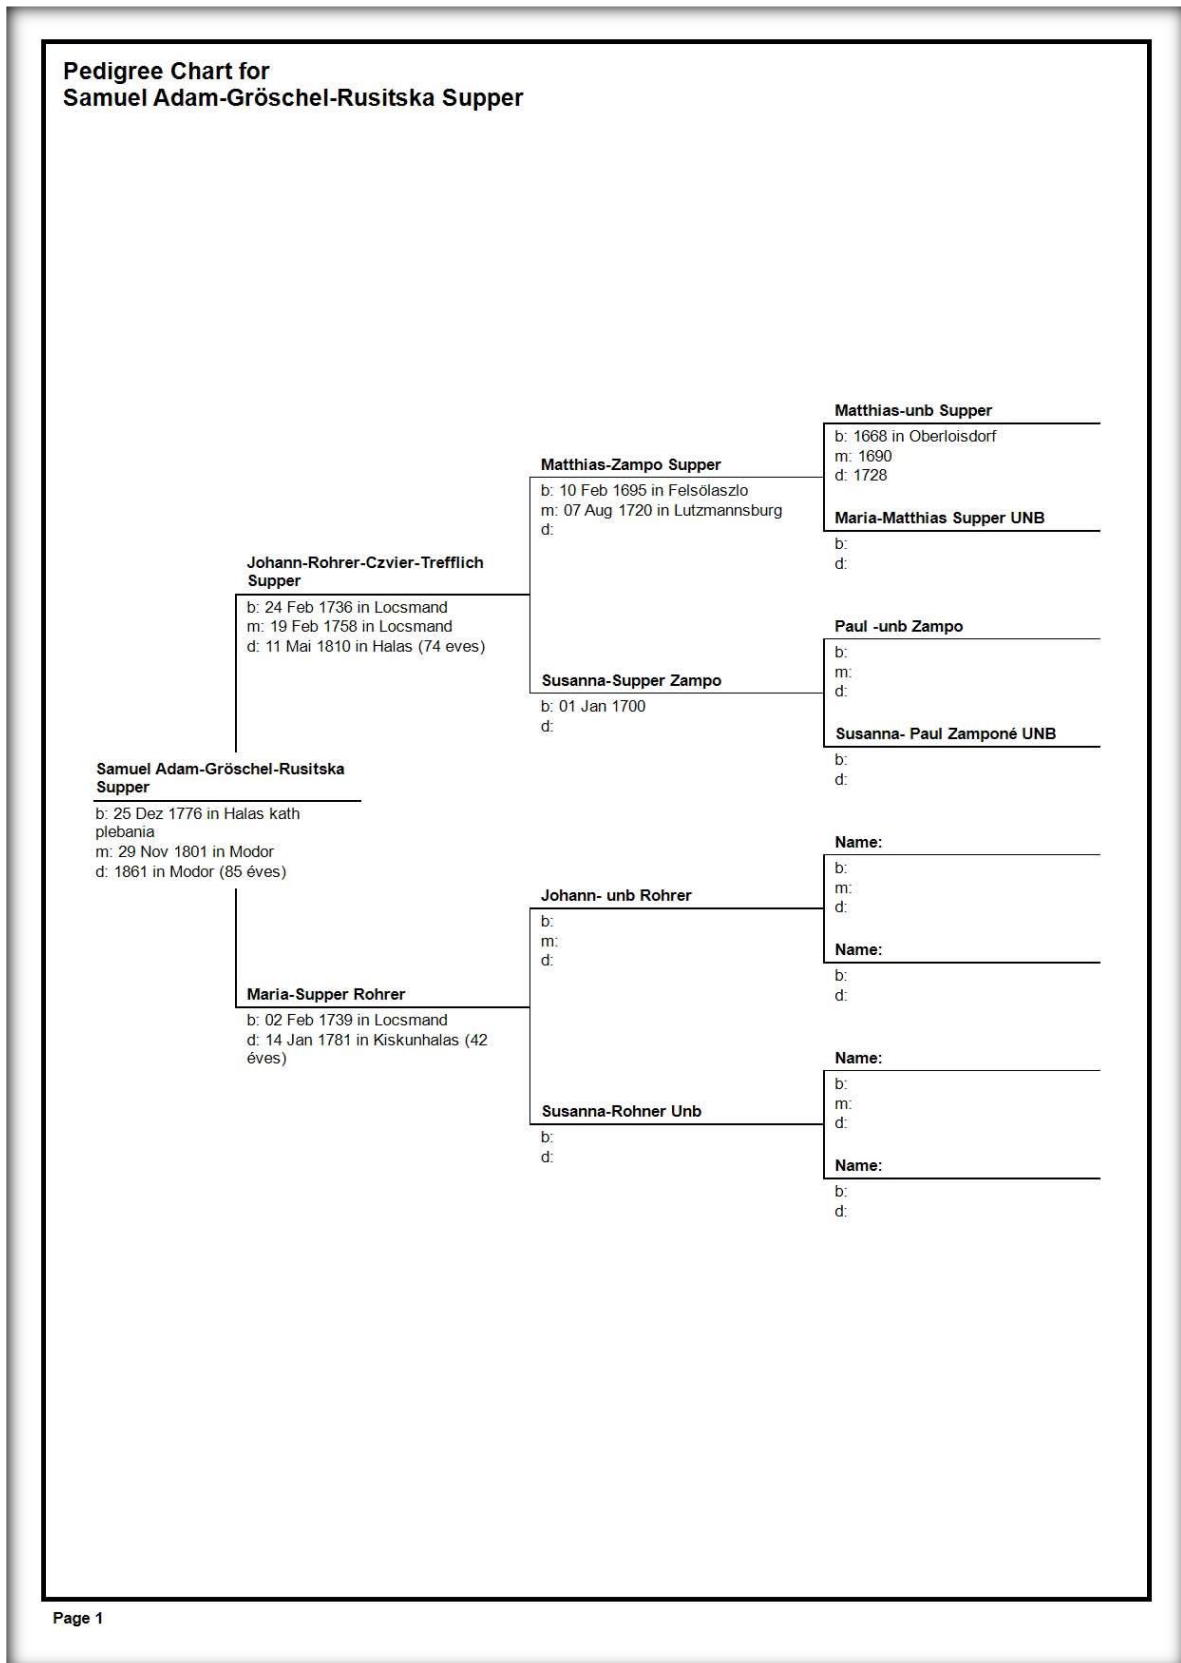 Pedigree Chart for
Samuel Adam-Gröschel-Rusitska Supper
Matthias-unb Supper
b: 1668 in Oberloisdorf
m: 1690
d: 1728
Matthias-Zampo Supper
b: 10 Feb 1695 in Felsölaszlo
m: 07 Aug 1720 in Lutzmannsburg
d:
Maria-Matthias Supper UNB
b:
d:
Johann-Rohrer-Czvier-Trefflich
Supper
b: 24 Feb 1736 in Locsmand
m: 19 Feb 1758 in Locsmand
d: 11 Mai 1810 in Halas (74 eves)
Paul -unb Zampo
b:
m:
d:
Susanna-Supper Zampo
b: 01 Jan 1700
d:
Susanna- Paul Zamponé UNB
b:
d:
Samuel Adam-Gröschel-Rusitska
Supper
b: 25 Dez 1776 in Halas kath
plebania
m: 29 Nov 1801 in Modor
d: 1861 in Modor (85 éves)
Name:
b:
m:
d:
Johann- unb Rohrer
b:
m:
d:
Name:
b:
d:
Maria-Supper Rohrer
b: 02 Feb 1739 in Locsmand
d: 14 Jan 1781 in Kiskunhalas (42
éves)
Name:
b:
m:
d:
Susanna-Rohner Unb
b:
d:
Name:
b:
d:
Page 1